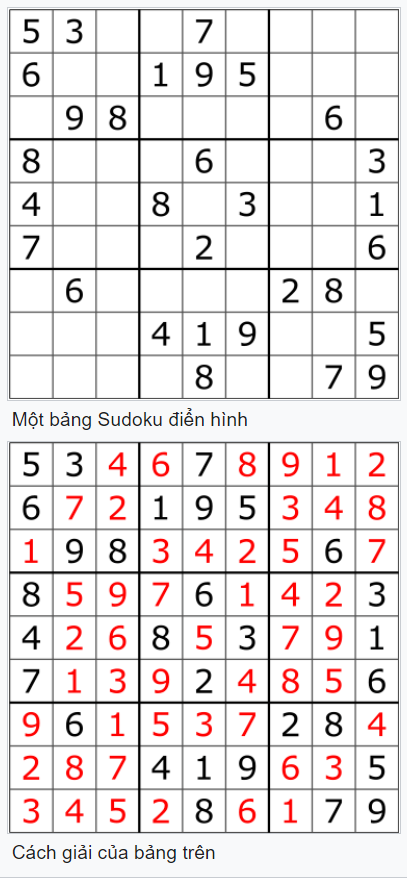 5 3 7
6 1 9 5
9 8 6
8 6 3
4 8 3 1
7 2 6
6 2 8
4 1 9 5
8 7 9
Một bảng Sudoku điển hình
5 3 4 6 7 8 9 1 2
6 7 2 1 9 5 3 4 8
1 9 8 3 4 2 5 6 7
8 5 9 7 6 1 4 2 3
4 2 6 8 5 3 7 9 1
7 1 3 9 2 4 8 5 6
9 6 1 5 3 7 2 8 4
2 8 7 4 1 9 6 3 5
3 4 5 2 8 6 1 7 9
Cách giải của bảng trên